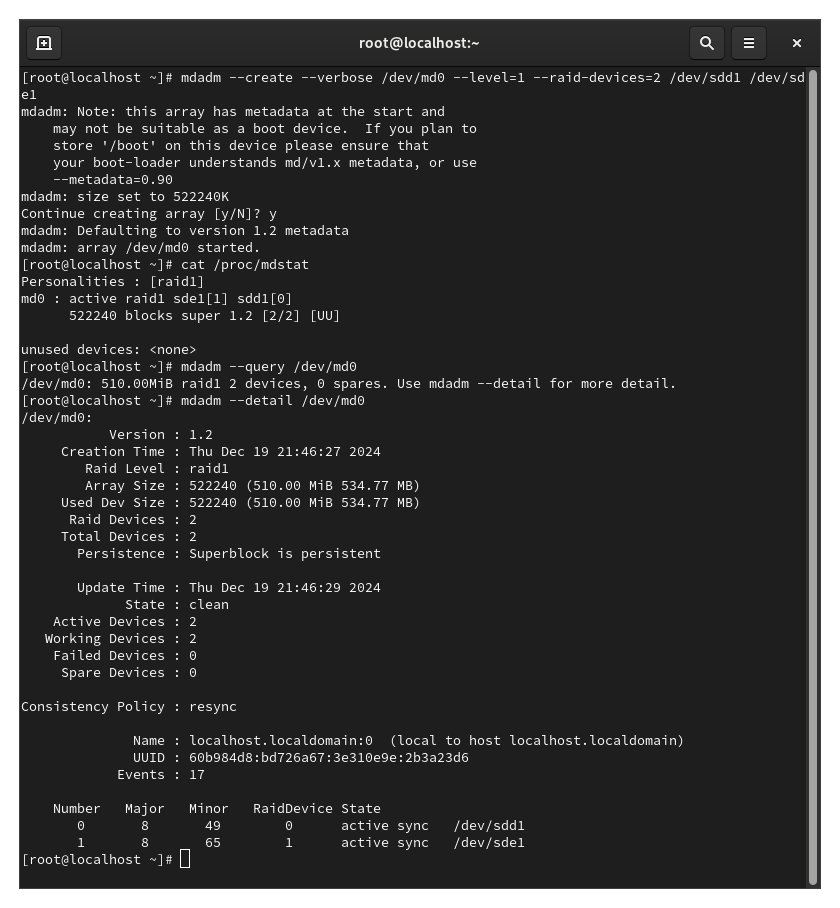 root@localhost:~
[root@localhost ~]# mdadm --create --verbose /dev/md0 --level=1 --raid-devices=2 /dev/sdd1 /dev/sd
e1
mdadm: Note: this array has metadata at the start and
    may not be suitable as a boot device.  If you plan to
    store '/boot' on this device please ensure that
    your boot-loader understands md/v1.x metadata, or use
    --metadata=0.90
mdadm: size set to 522240K
Continue creating array [y/N]? y
mdadm: Defaulting to version 1.2 metadata
mdadm: array /dev/md0 started.
[root@localhost ~]# cat /proc/mdstat
Personalities : [raid1]
md0 : active raid1 sde1[1] sdd1[0]
      522240 blocks super 1.2 [2/2] [UU]

unused devices: <none>
[root@localhost ~]# mdadm --query /dev/md0
/dev/md0: 510.00MiB raid1 2 devices, 0 spares. Use mdadm --detail for more detail.
[root@localhost ~]# mdadm --detail /dev/md0
/dev/md0:
           Version : 1.2
     Creation Time : Thu Dec 19 21:46:27 2024
        Raid Level : raid1
        Array Size : 522240 (510.00 MiB 534.77 MB)
     Used Dev Size : 522240 (510.00 MiB 534.77 MB)
      Raid Devices : 2
     Total Devices : 2
       Persistence : Superblock is persistent

       Update Time : Thu Dec 19 21:46:29 2024
             State : clean
    Active Devices : 2
   Working Devices : 2
    Failed Devices : 0
     Spare Devices : 0

Consistency Policy : resync

              Name : localhost.localdomain:0  (local to host localhost.localdomain)
              UUID : 60b984d8:bd726a67:3e310e9e:2b3a23d6
            Events : 17

    Number   Major   Minor   RaidDevice State
       0       8       49        0      active sync   /dev/sdd1
       1       8       65        1      active sync   /dev/sde1
[root@localhost ~]#